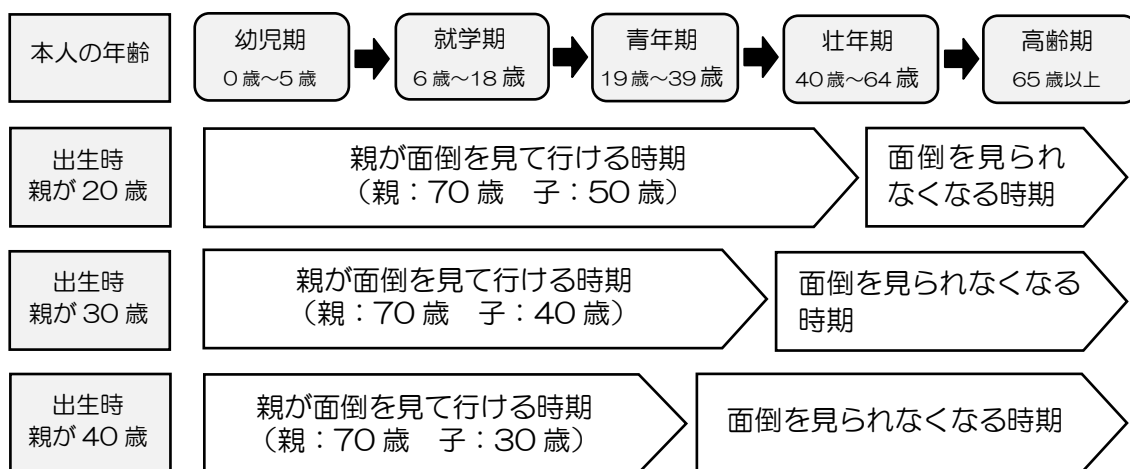 本人の年齢
幼児期
0歳～5歳
就学期
6歳～18歳
青年期
19歳～39歳
壮年期
40歳～64歳
高齢期
65歳以上
出生時
親が20歳
親が面倒を見て行ける時期
（親：70歳　子：50歳）
面倒を見られ
なくなる時期
出生時
親が30歳
親が面倒を見て行ける時期
（親：70歳　子：40歳）
面倒を見られなくなる
時期
出生時
親が40歳
親が面倒を見て行ける時期
（親：70歳　子：30歳）
面倒を見られなくなる時期